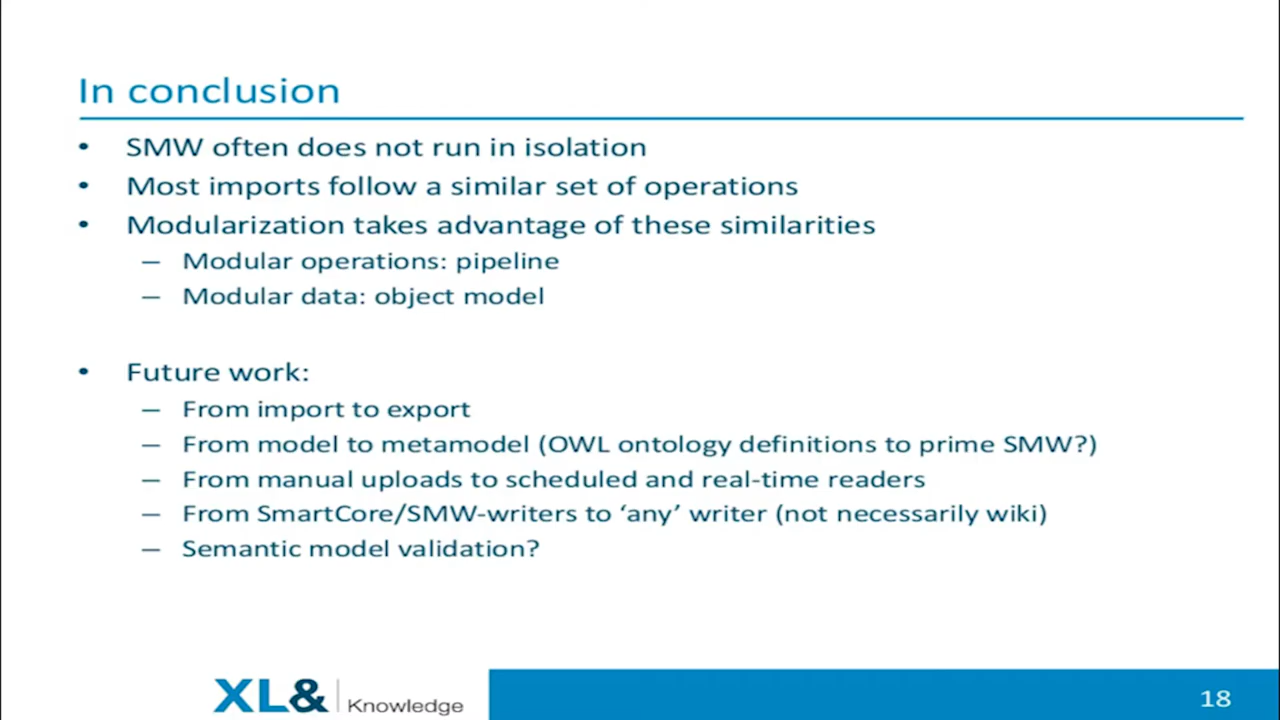 In conclusion
• SMW often does not run in isolation
• Most imports follow a similar set of operations
• Modularization takes advantage of these similarities
– Modular operations: pipeline
– Modular data: object model
• Future work:
– From import to export
– From model to metamodel (OWL ontology definitions to prime SMW?)
– From manual uploads to scheduled and real-time readers
– From SmartCore/SMW-writers to ‘any’ writer (not necessarily wiki)
– Semantic model validation?
XL& | Knowledge
18